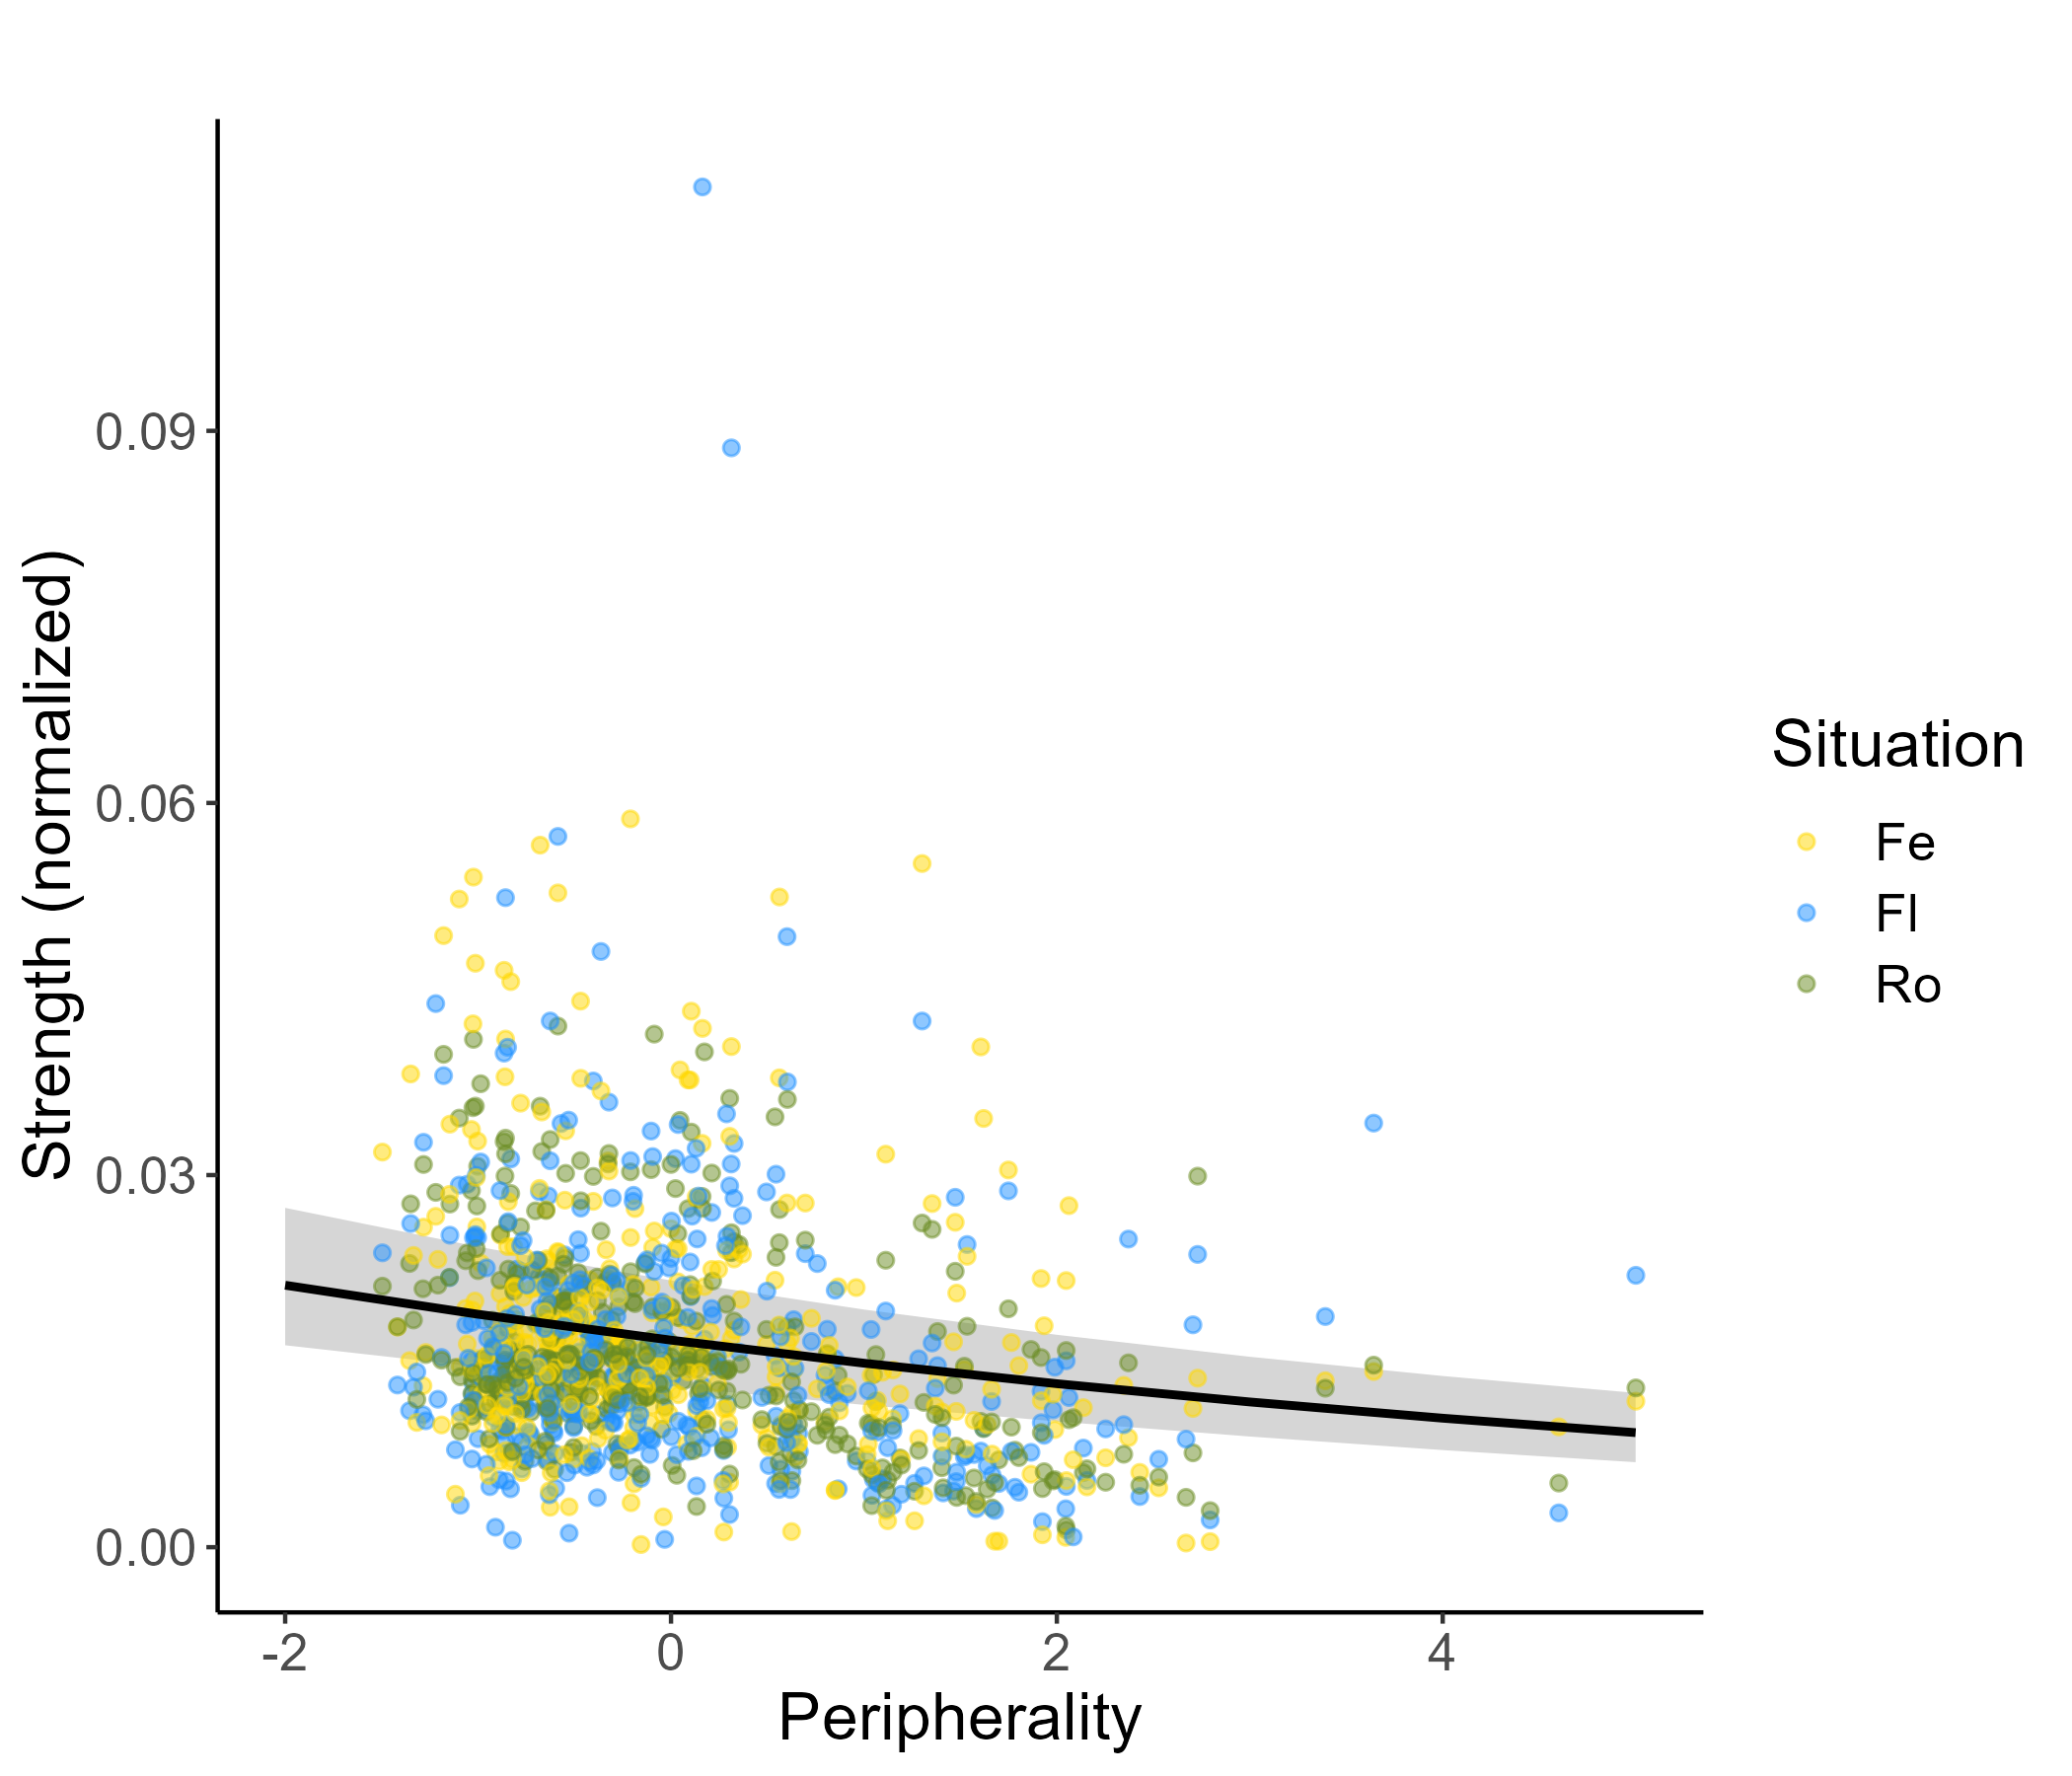 Strength (normalized)
0.09
0.06
0.03
0.00
-2 0 2 4
Peripherality
Situation
Fe
Fl
Ro